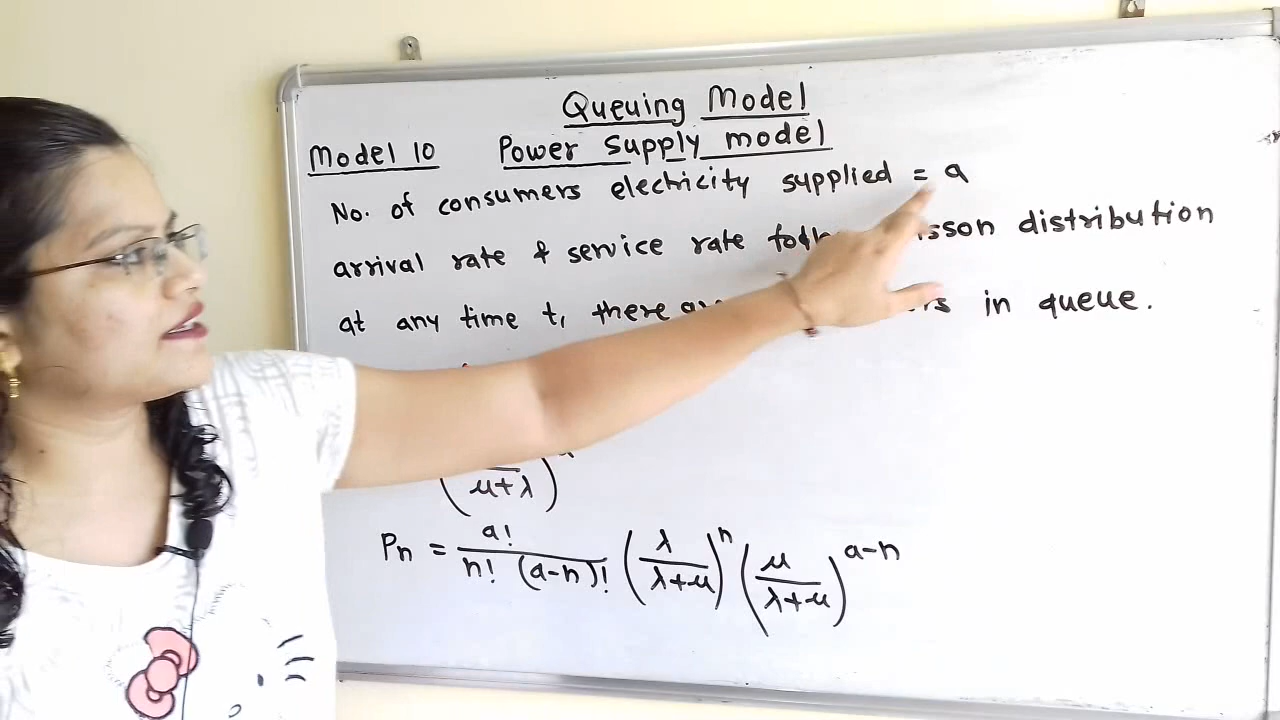 Queuing Model
Model 10 Power Supply model
No. of consumers electricity supplied = a
arrival rate & service rate distribution
at any time t, there in queue.
(μ+λ)
Pn = a! / n! (a-n)! (λ / λ+μ)^n (μ / λ+μ)^a-n